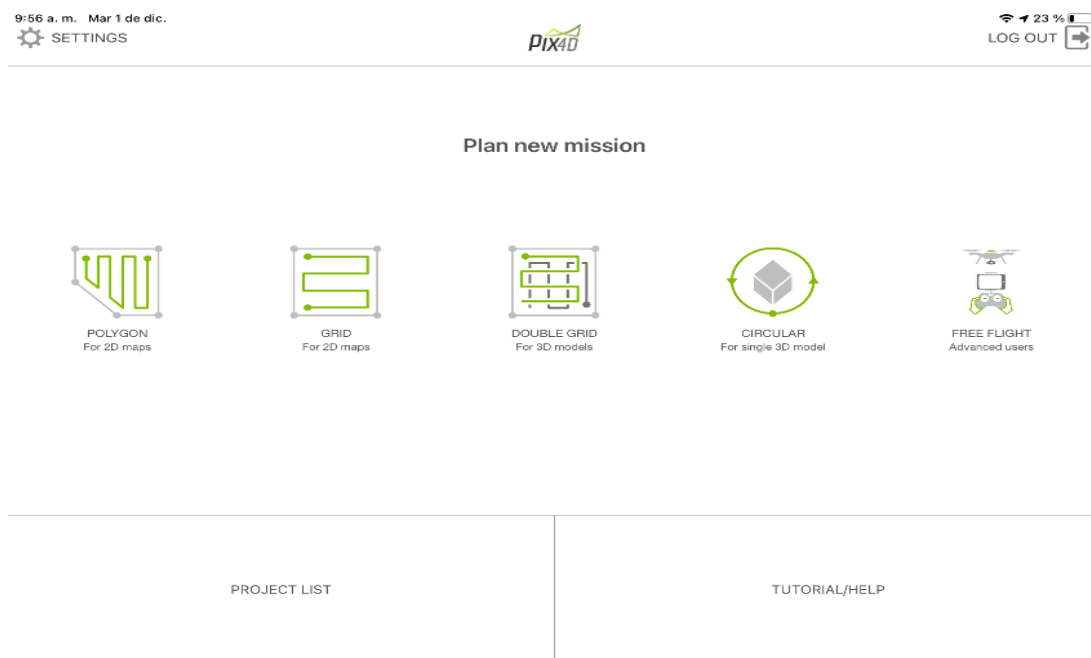 9:56 a. m. Mar 1 de dic.
23 %
SETTINGS
PIX4D
LOG OUT
Plan new mission
POLYGON
For 2D maps
GRID
For 2D maps
DOUBLE GRID
For 3D models
CIRCULAR
For single 3D model
FREE FLIGHT
Advanced users
PROJECT LIST
TUTORIAL/HELP